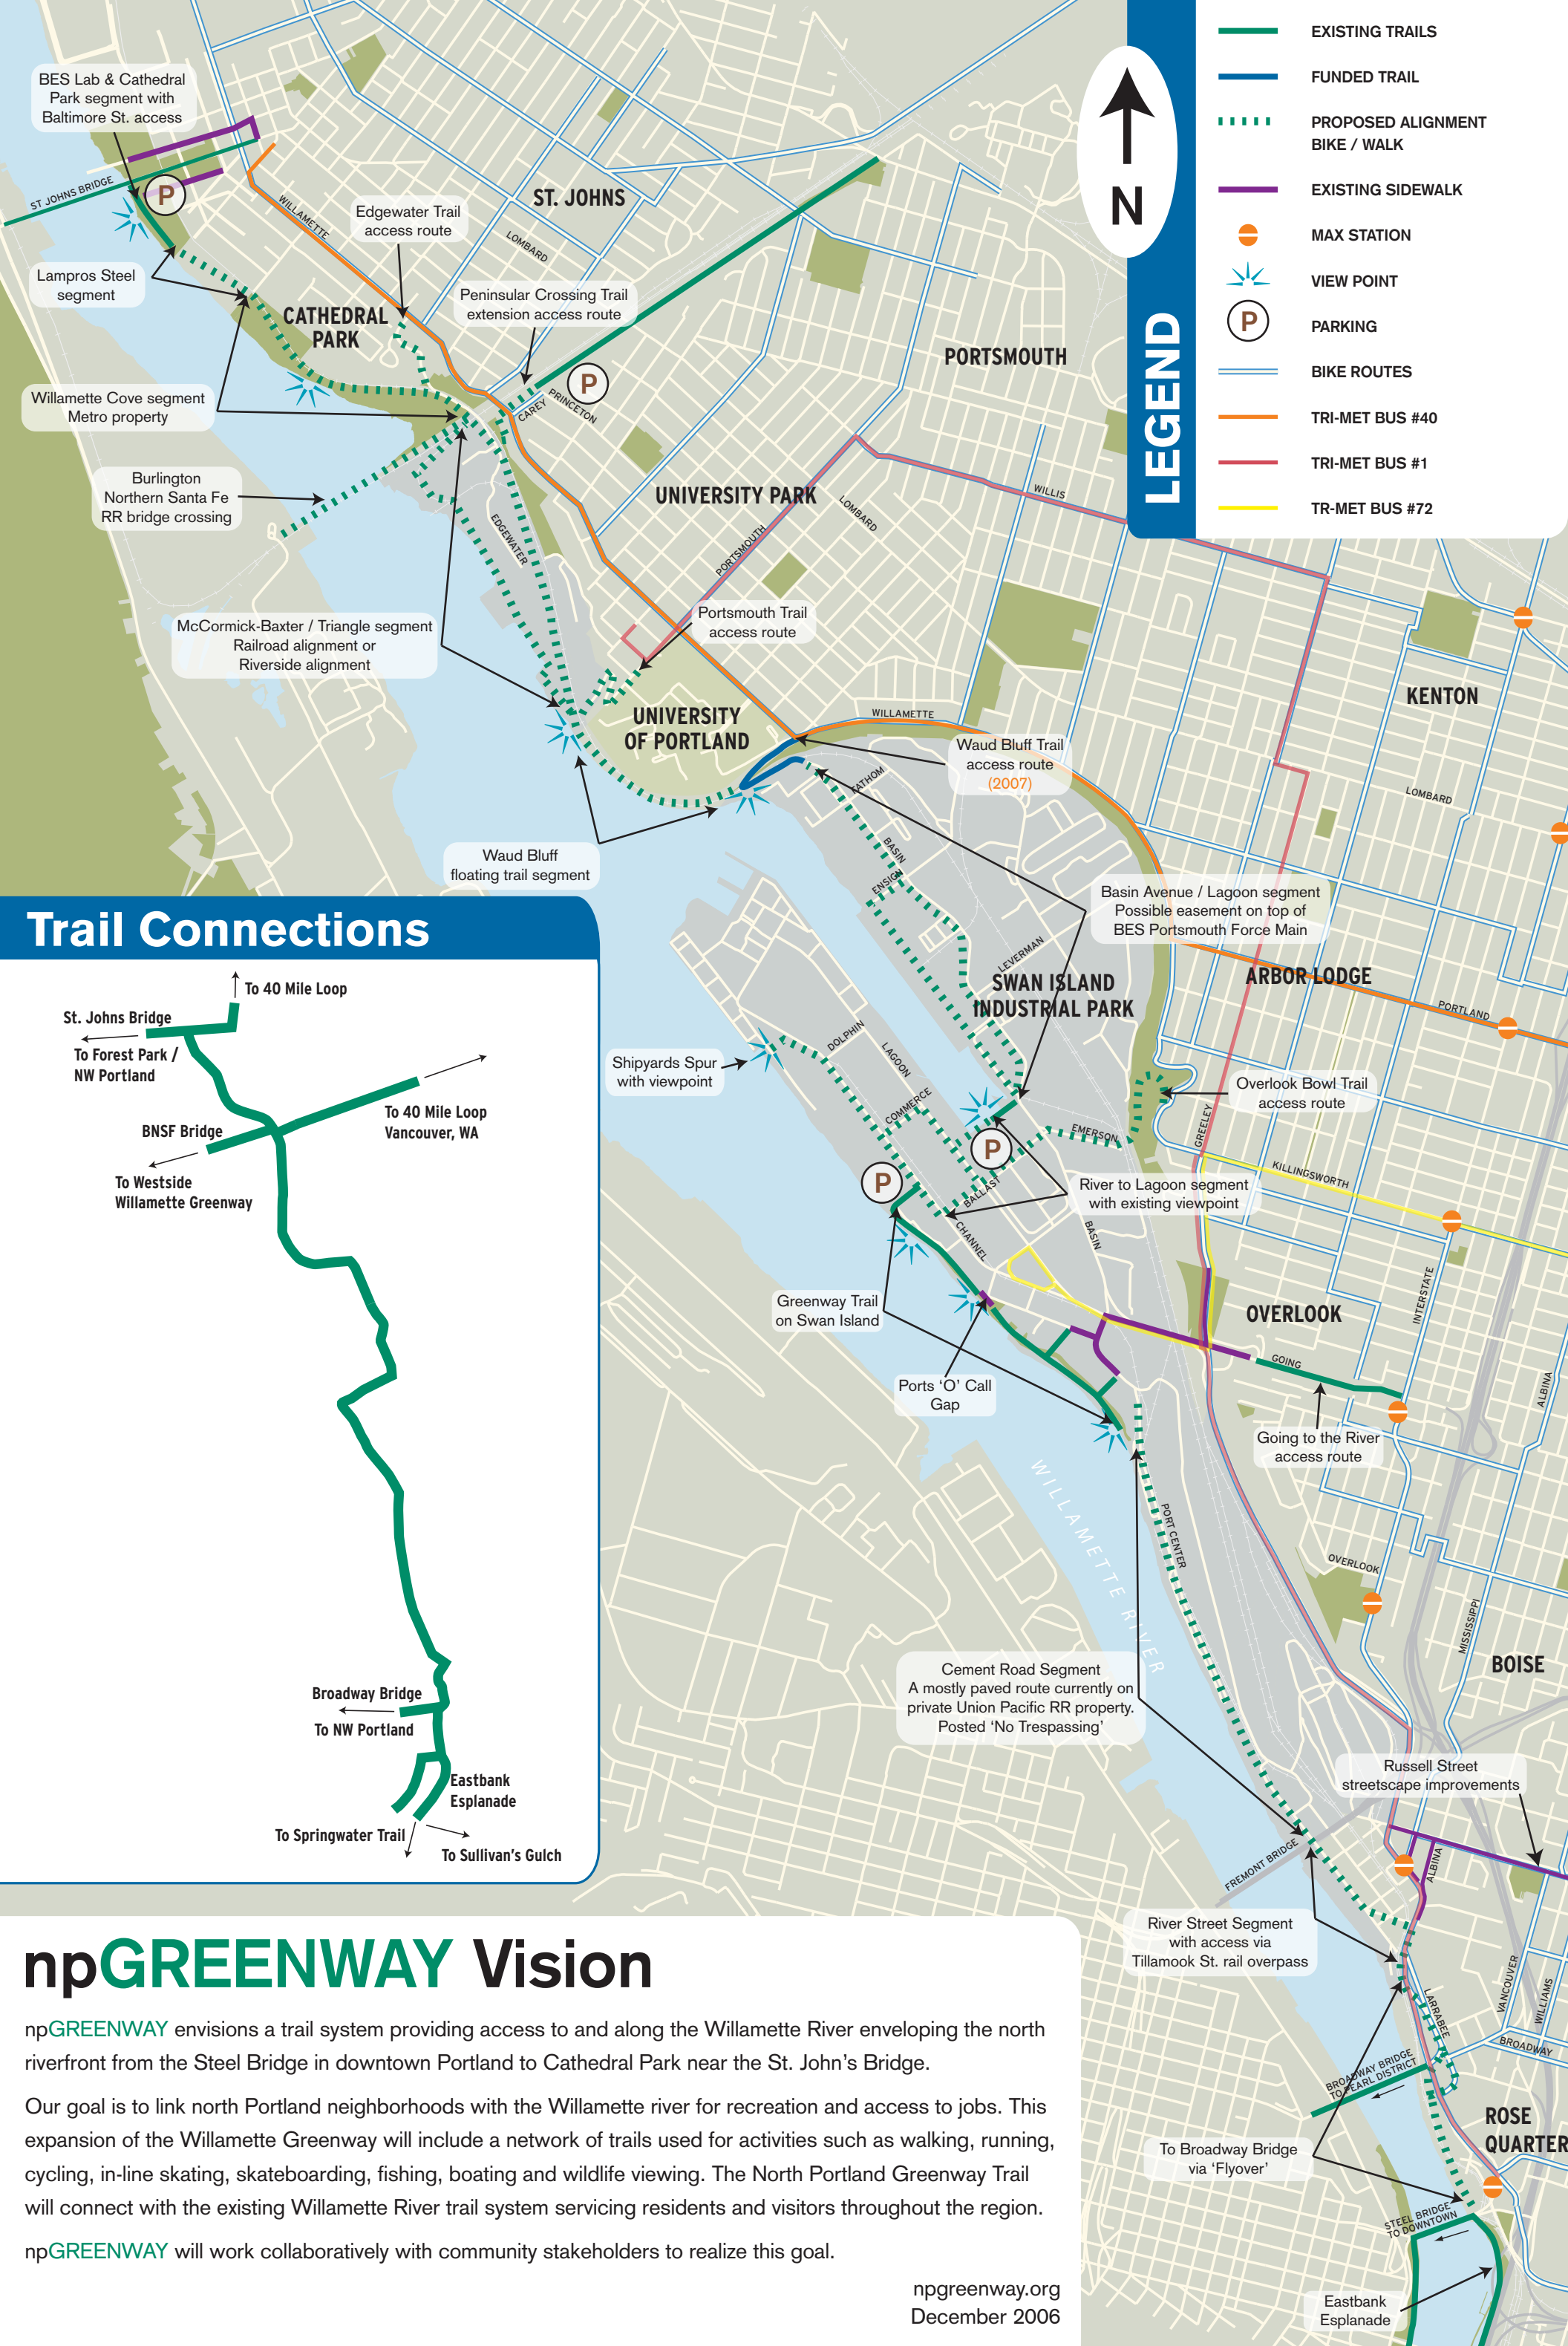 BES Lab & Cathedral
Park segment with
Baltimore St. access
ST JOHNS BRIDGE
P
Lampros Steel
segment
WILLAMETTE
Edgewater Trail
access route
ST. JOHNS
LOMBARD
CATHEDRAL
PARK
Peninsular Crossing Trail
extension access route
P
CAREY
PRINCETON
PORTSMOUTH
Willamette Cove segment
Metro property
Burlington
Northern Santa Fe
RR bridge crossing
EDGEWATER
UNIVERSITY PARK
LOMBARD
PORTSMOUTH
WILLIS
McCormick-Baxter / Triangle segment
Railroad alignment or
Riverside alignment
Portsmouth Trail
access route
UNIVERSITY
OF PORTLAND
WILLAMETTE
Waud Bluff Trail
access route
(2007)
KENTON
LOMBARD
FATHOM
BASIN
ENSIGN
Waud Bluff
floating trail segment
Basin Avenue / Lagoon segment
Possible easement on top of
BES Portsmouth Force Main
LEVERMAN
SWAN ISLAND
INDUSTRIAL PARK
ARBOR LODGE
PORTLAND
Shipyards Spur
with viewpoint
DOLPHIN
LAGOON
COMMERCE
Overlook Bowl Trail
access route
GREELEY
EMERSON
P
P
BALLAST
CHANNEL
BASIN
KILLINGSWORTH
River to Lagoon segment
with existing viewpoint
INTERSTATE
Greenway Trail
on Swan Island
OVERLOOK
Ports ‘O’ Call
Gap
GOING
ALBINA
Going to the River
access route
WILLAMETTE RIVER
PORT CENTER
OVERLOOK
MISSISSIPPI
BOISE
Cement Road Segment
A mostly paved route currently on
private Union Pacific RR property.
Posted ‘No Trespassing’
Russell Street
streetscape improvements
FREMONT BRIDGE
ALBINA
River Street Segment
with access via
Tillamook St. rail overpass
LARRABEE
VANCOUVER
WILLIAMS
BROADWAY
BROADWAY BRIDGE
TO PEARL DISTRICT
ROSE
QUARTER
To Broadway Bridge
via ‘Flyover’
STEEL BRIDGE
TO DOWNTOWN
Eastbank
Esplanade
N
LEGEND
EXISTING TRAILS
FUNDED TRAIL
PROPOSED ALIGNMENT
BIKE / WALK
EXISTING SIDEWALK
MAX STATION
VIEW POINT
P
PARKING
BIKE ROUTES
TRI-MET BUS #40
TRI-MET BUS #1
TR-MET BUS #72
Trail Connections
To 40 Mile Loop
St. Johns Bridge
To Forest Park /
NW Portland
To 40 Mile Loop
Vancouver, WA
BNSF Bridge
To Westside
Willamette Greenway
Broadway Bridge
To NW Portland
Eastbank
Esplanade
To Springwater Trail
To Sullivan’s Gulch
npGREENWAY Vision
npGREENWAY envisions a trail system providing access to and along the Willamette River enveloping the north
riverfront from the Steel Bridge in downtown Portland to Cathedral Park near the St. John’s Bridge.
Our goal is to link north Portland neighborhoods with the Willamette river for recreation and access to jobs. This
expansion of the Willamette Greenway will include a network of trails used for activities such as walking, running,
cycling, in-line skating, skateboarding, fishing, boating and wildlife viewing. The North Portland Greenway Trail
will connect with the existing Willamette River trail system servicing residents and visitors throughout the region.
npGREENWAY will work collaboratively with community stakeholders to realize this goal.
npgreenway.org
December 2006